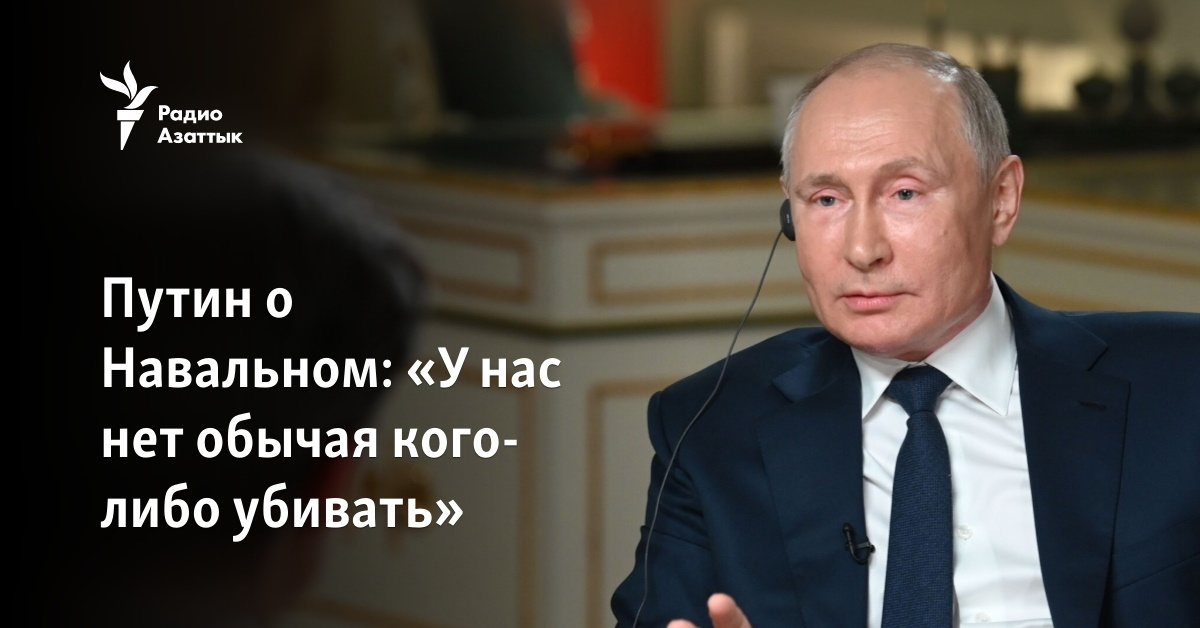 Радио
Азаттык
Путин о
Навальном: «У нас
нет обычая кого-
либо убивать»